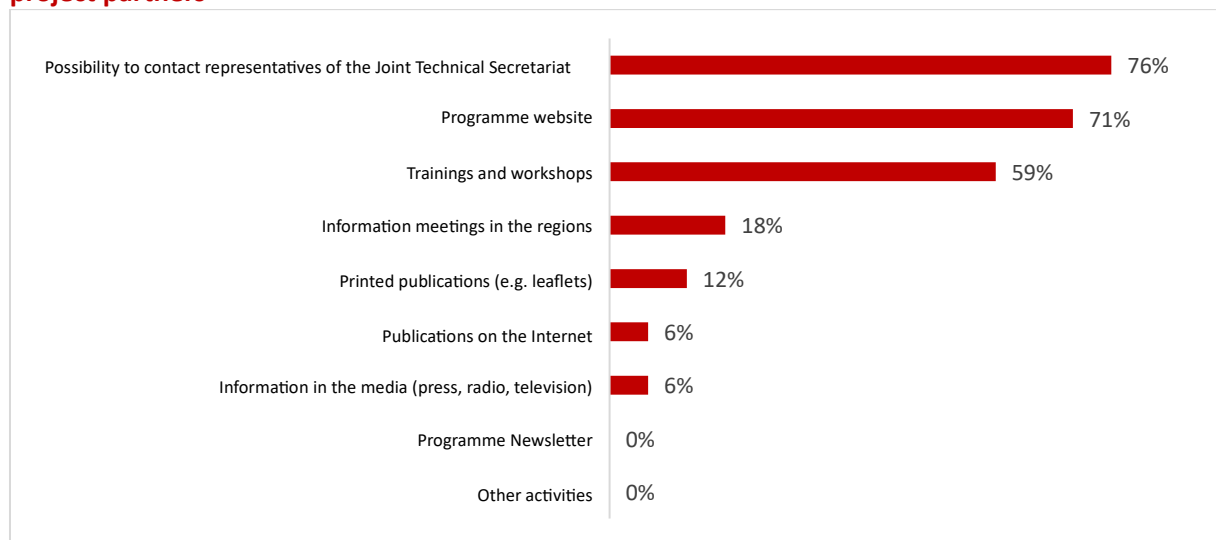 project partners
Possibility to contact representatives of the Joint Technical Secretariat 76%
Programme website 71%
Trainings and workshops 59%
Information meetings in the regions 18%
Printed publications (e.g. leaflets) 12%
Publications on the Internet 6%
Information in the media (press, radio, television) 6%
Programme Newsletter 0%
Other activities 0%